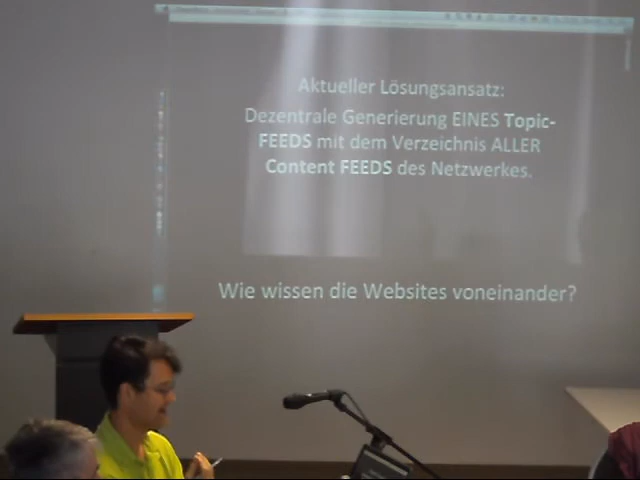 Aktueller Lösungsansatz:
Dezentrale Generierung EINES Topic-
FEEDS mit dem Verzeichnis ALLER
Content FEEDS des Netzwerkes.
Wie wissen die Websites voneinander?